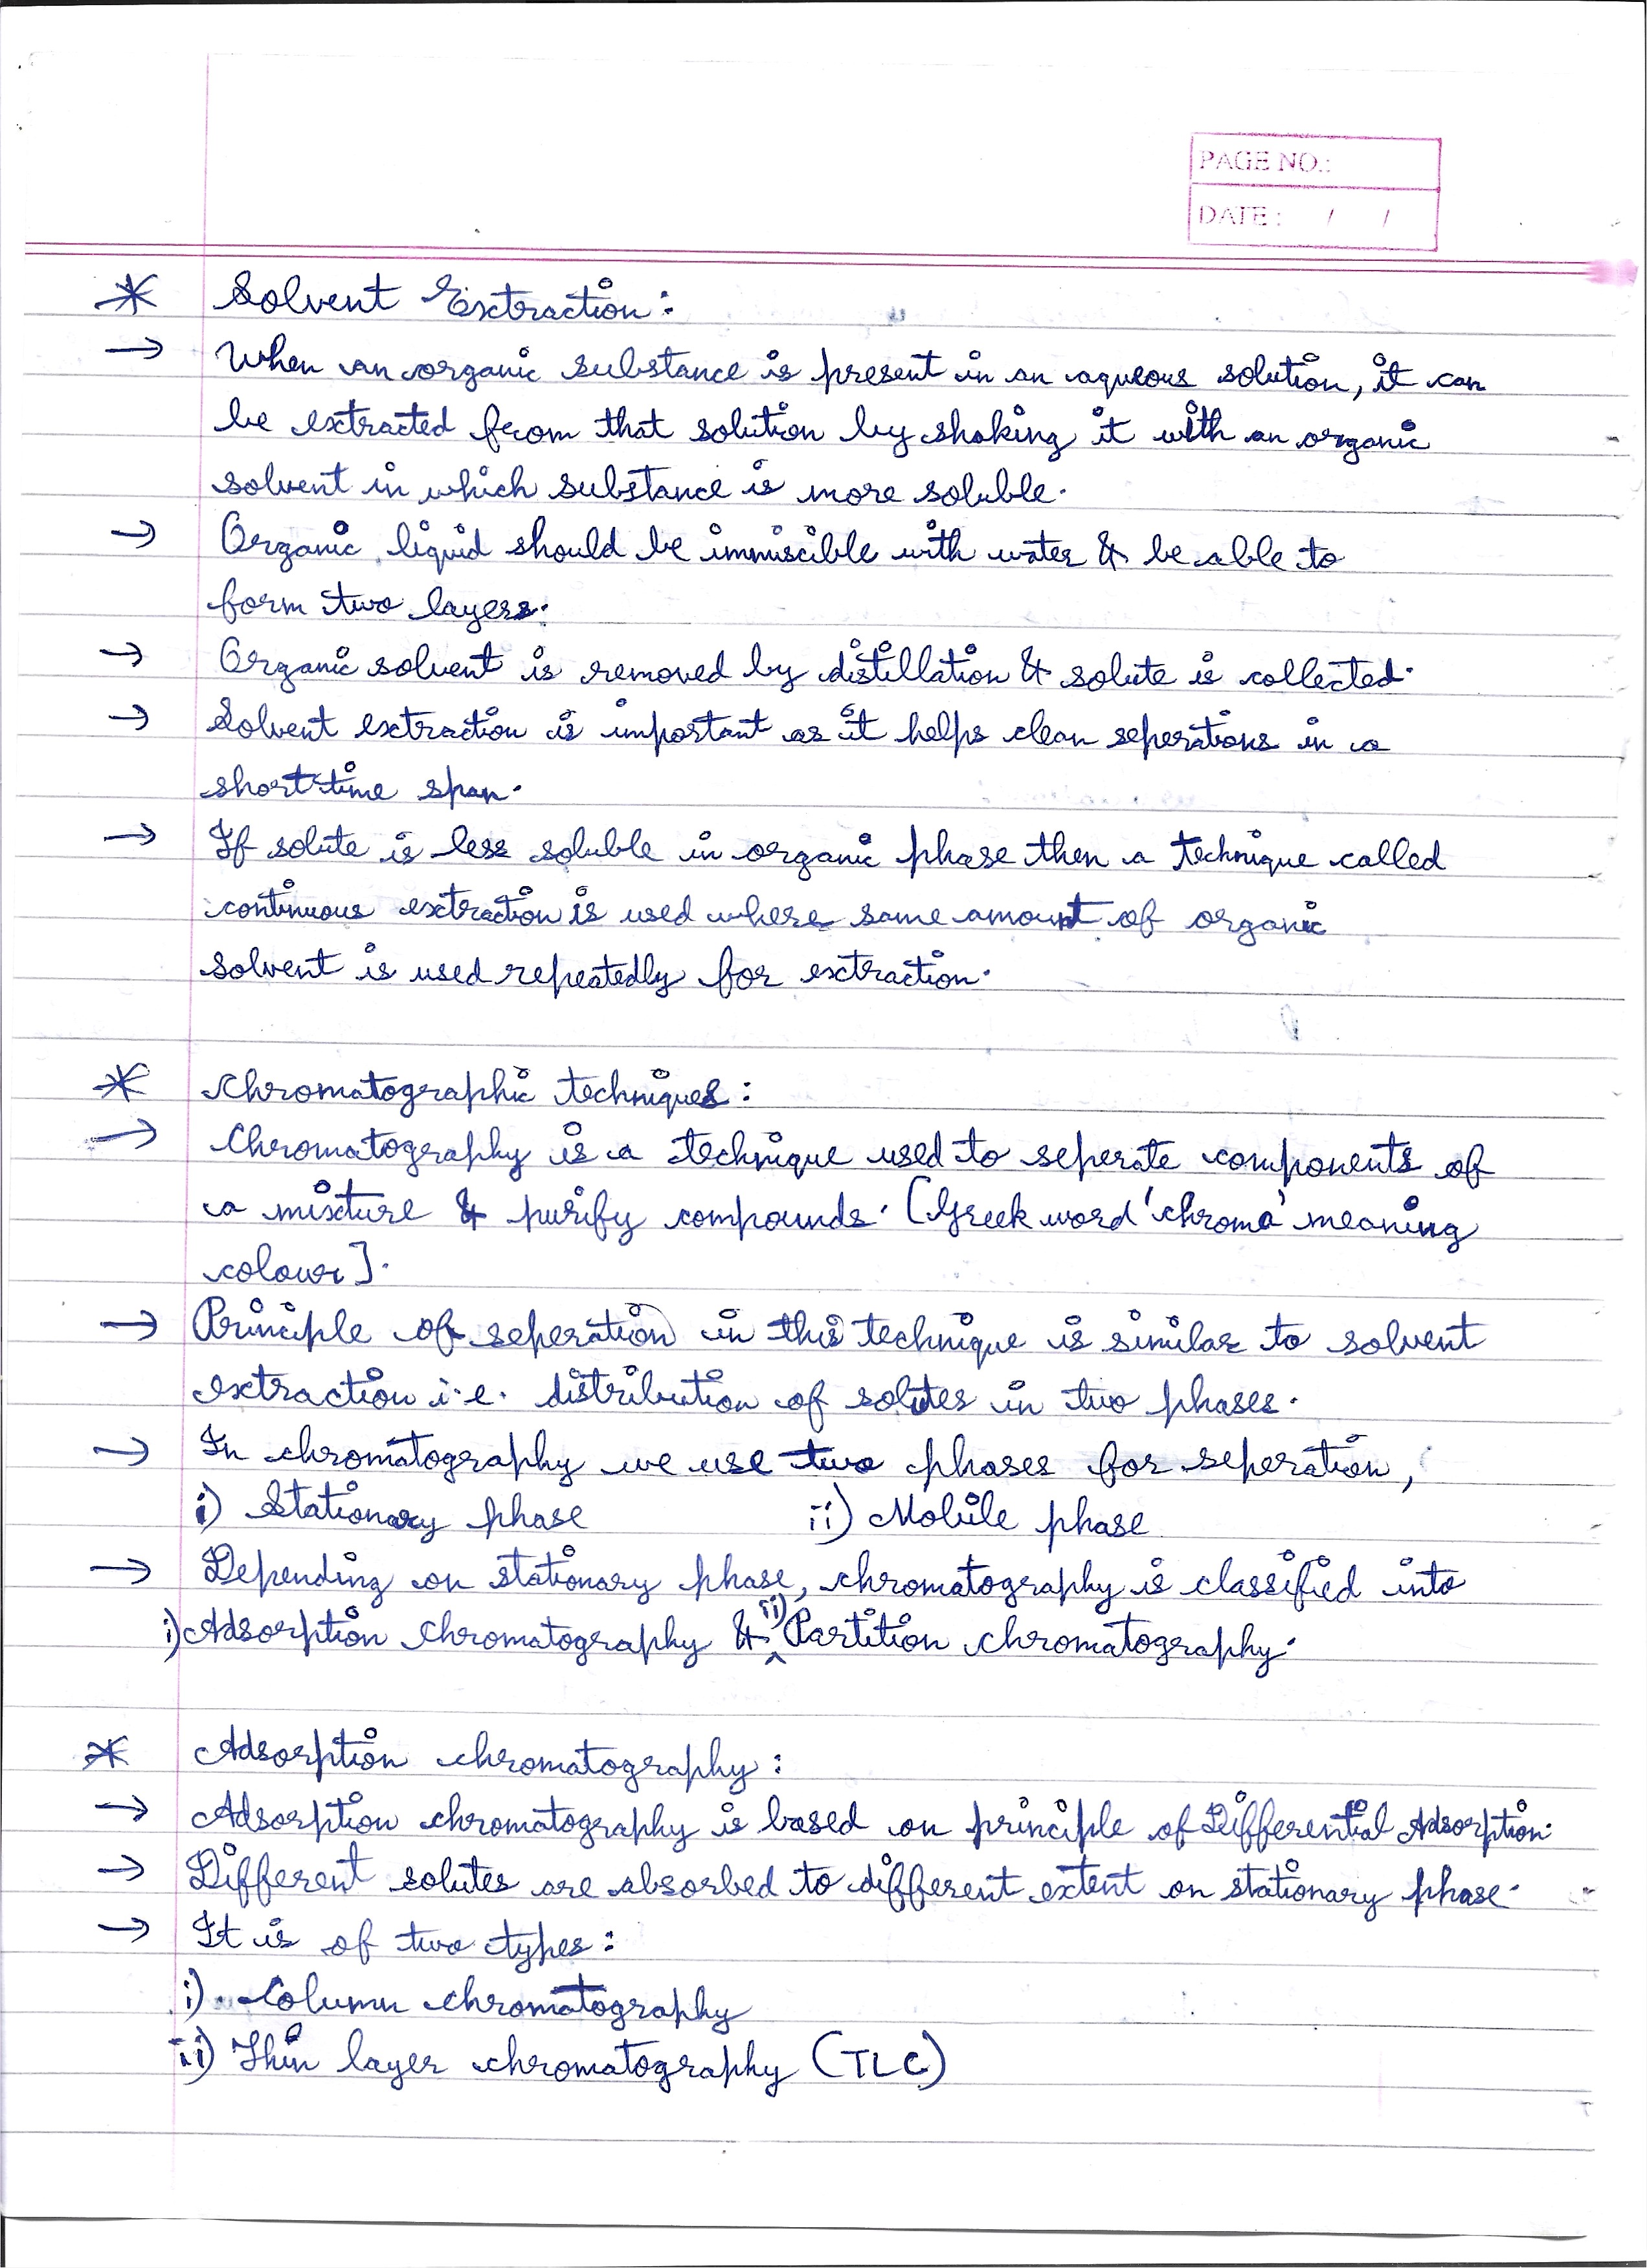 PAGE NO.:
DATE: / /
* Solvent Extraction:
→ When an organic substance is present in an aqueous solution, it can
be extracted from that solution by shaking it with an organic
solvent in which substance is more soluble.
→ Organic liquid should be immiscible with water & be able to
form two layers.
→ Organic solvent is removed by distillation & solute is collected.
→ Solvent extraction is important as it helps clean seperations in a
short time span.
→ If solute is less soluble in organic phase then a technique called
continuous extraction is used where same amount of organic
solvent is used repeatedly for extraction.
* Chromatographic techniques:
→ Chromatography is a technique used to seperate components of
a mixture & purify compounds. [Greek word 'chroma' meaning
colour].
→ Principle of seperation in this technique is similar to solvent
extraction i.e. distribution of solutes in two phases.
→ In chromatography we use two phases for seperation,
i) Stationary phase ii) Mobile phase
→ Depending on stationary phase, chromatography is classified into
i) Adsorption chromatography & ii) Partition chromatography.
* Adsorption chromatography:
→ Adsorption chromatography is based on principle of Differential Adsorption.
→ Different solutes are absorbed to different extent on stationary phase.
→ It is of two types:
i) Column chromatography
ii) Thin layer chromatography (TLC)